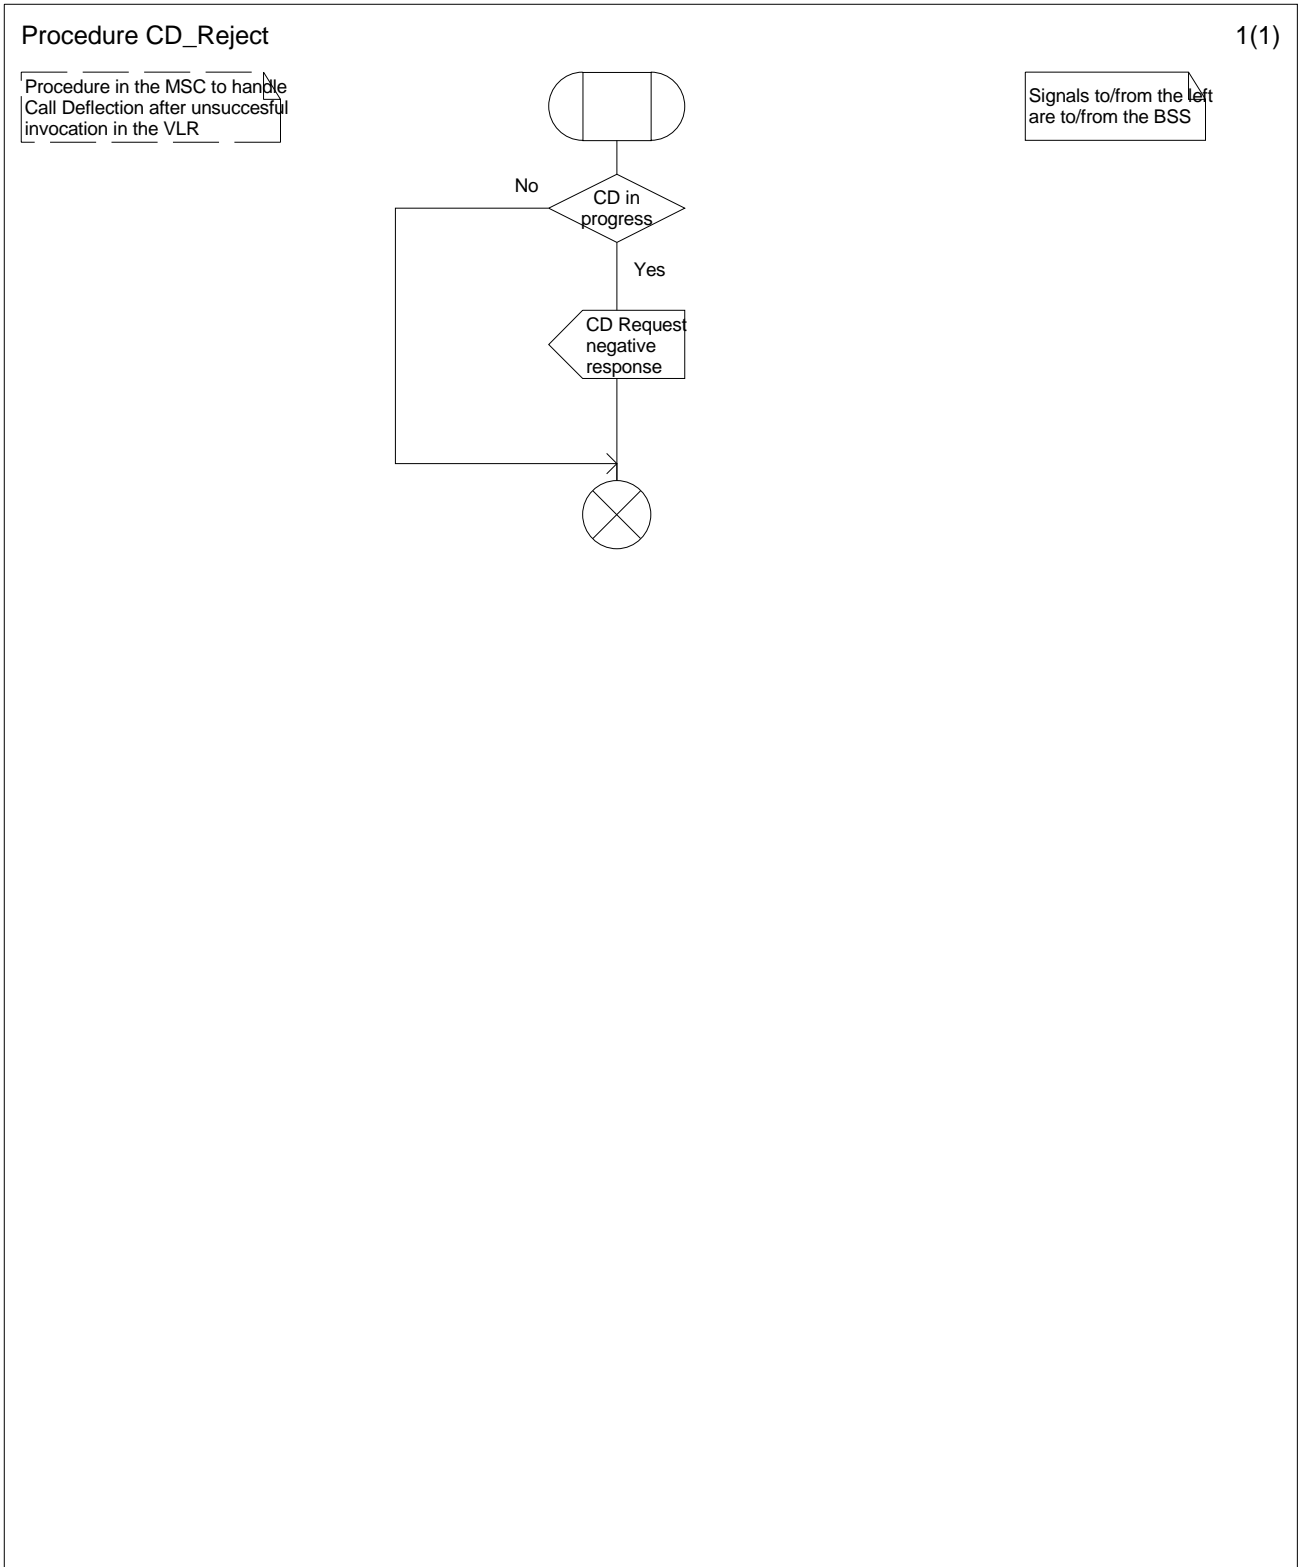 Procedure CD_Reject
1(1)
Procedure in the MSC to handle
Call Deflection after unsuccesful
invocation in the VLR
Signals to/from the left
are to/from the BSS
No
CD in
progress
Yes
CD Request
negative
response